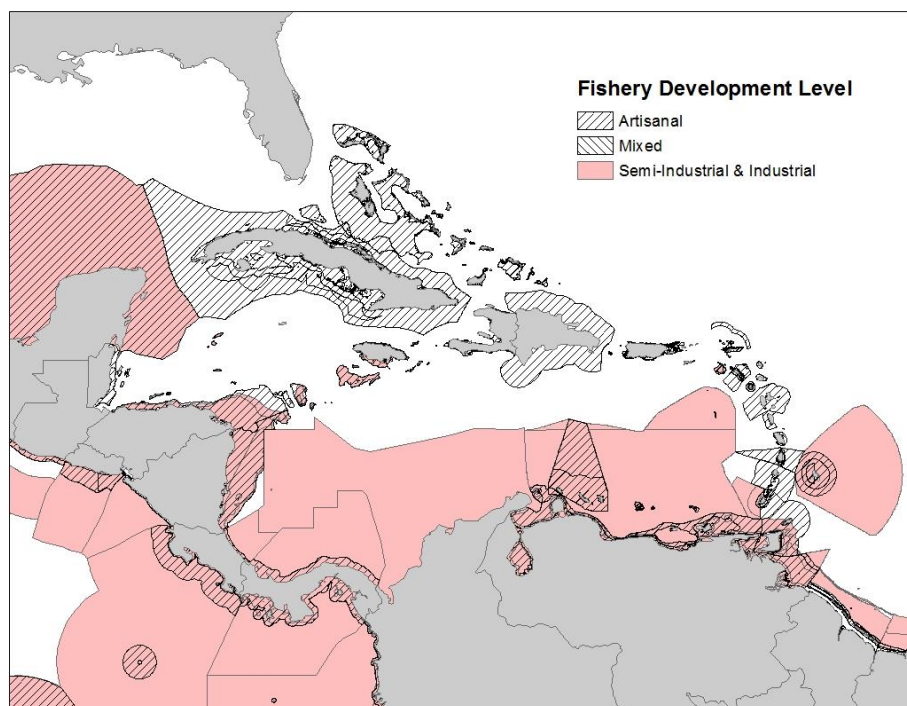 Fishery Development Level
Artisanal
Mixed
Semi-Industrial & Industrial